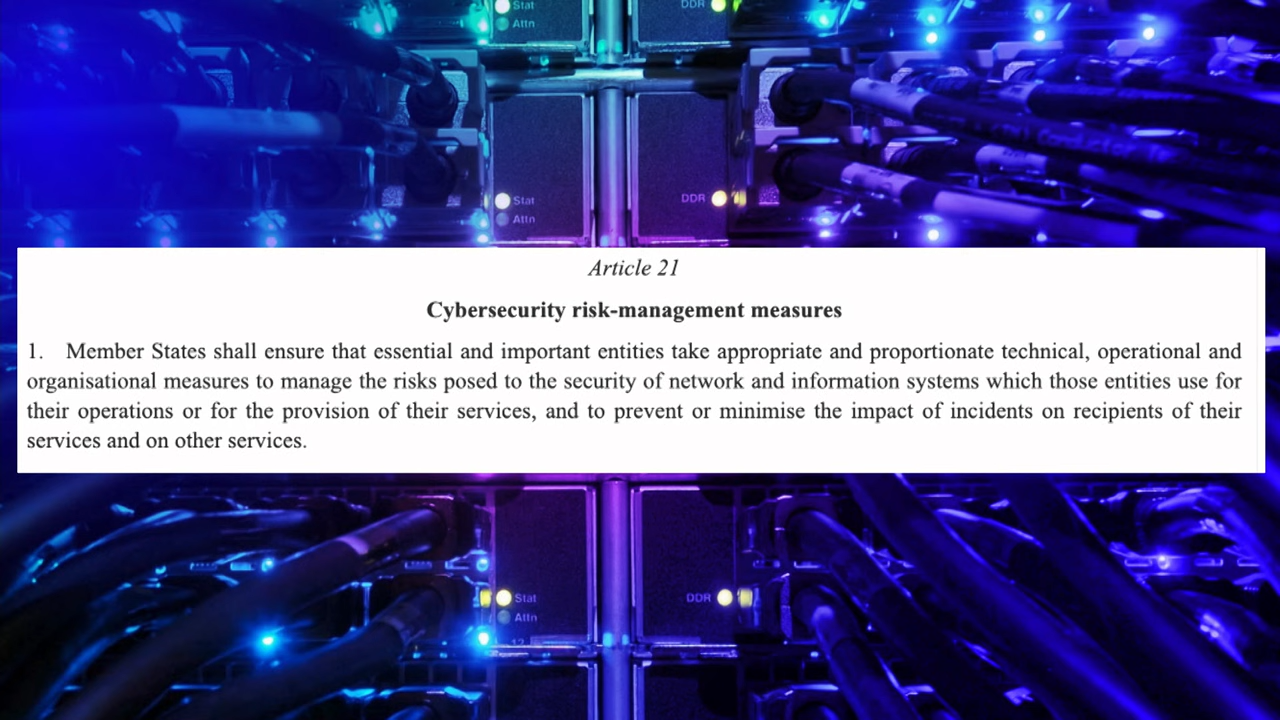 Stat
DDR
Attn
Stat
DDR
Attn
Article 21
Cybersecurity risk-management measures
1. Member States shall ensure that essential and important entities take appropriate and proportionate technical, operational and
organisational measures to manage the risks posed to the security of network and information systems which those entities use for
their operations or for the provision of their services, and to prevent or minimise the impact of incidents on recipients of their
services and on other services.
Stat
DDR
Attn